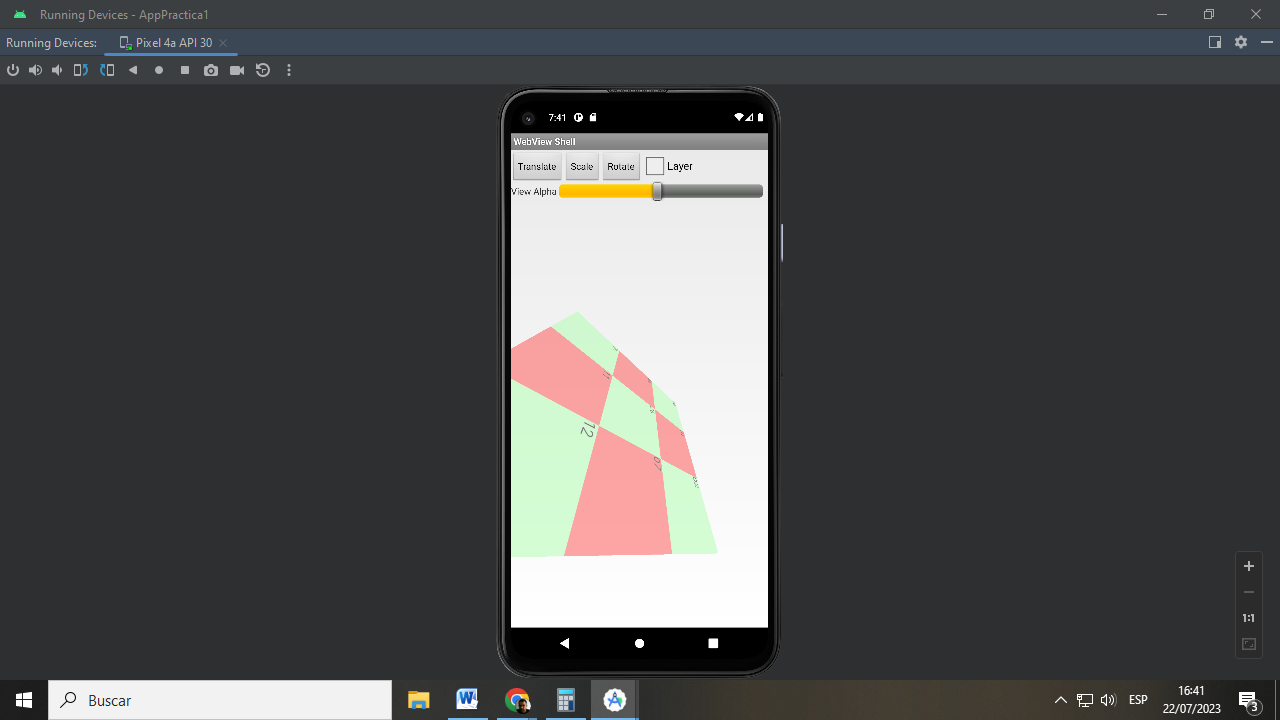 Running Devices - AppPractica1
Running Devices:
Pixel 4a API 30
7:41
WebView Shell
Translate
Scale
Rotate
Layer
View Alpha
12
07
1:1
Buscar
ESP
16:41
22/07/2023
3